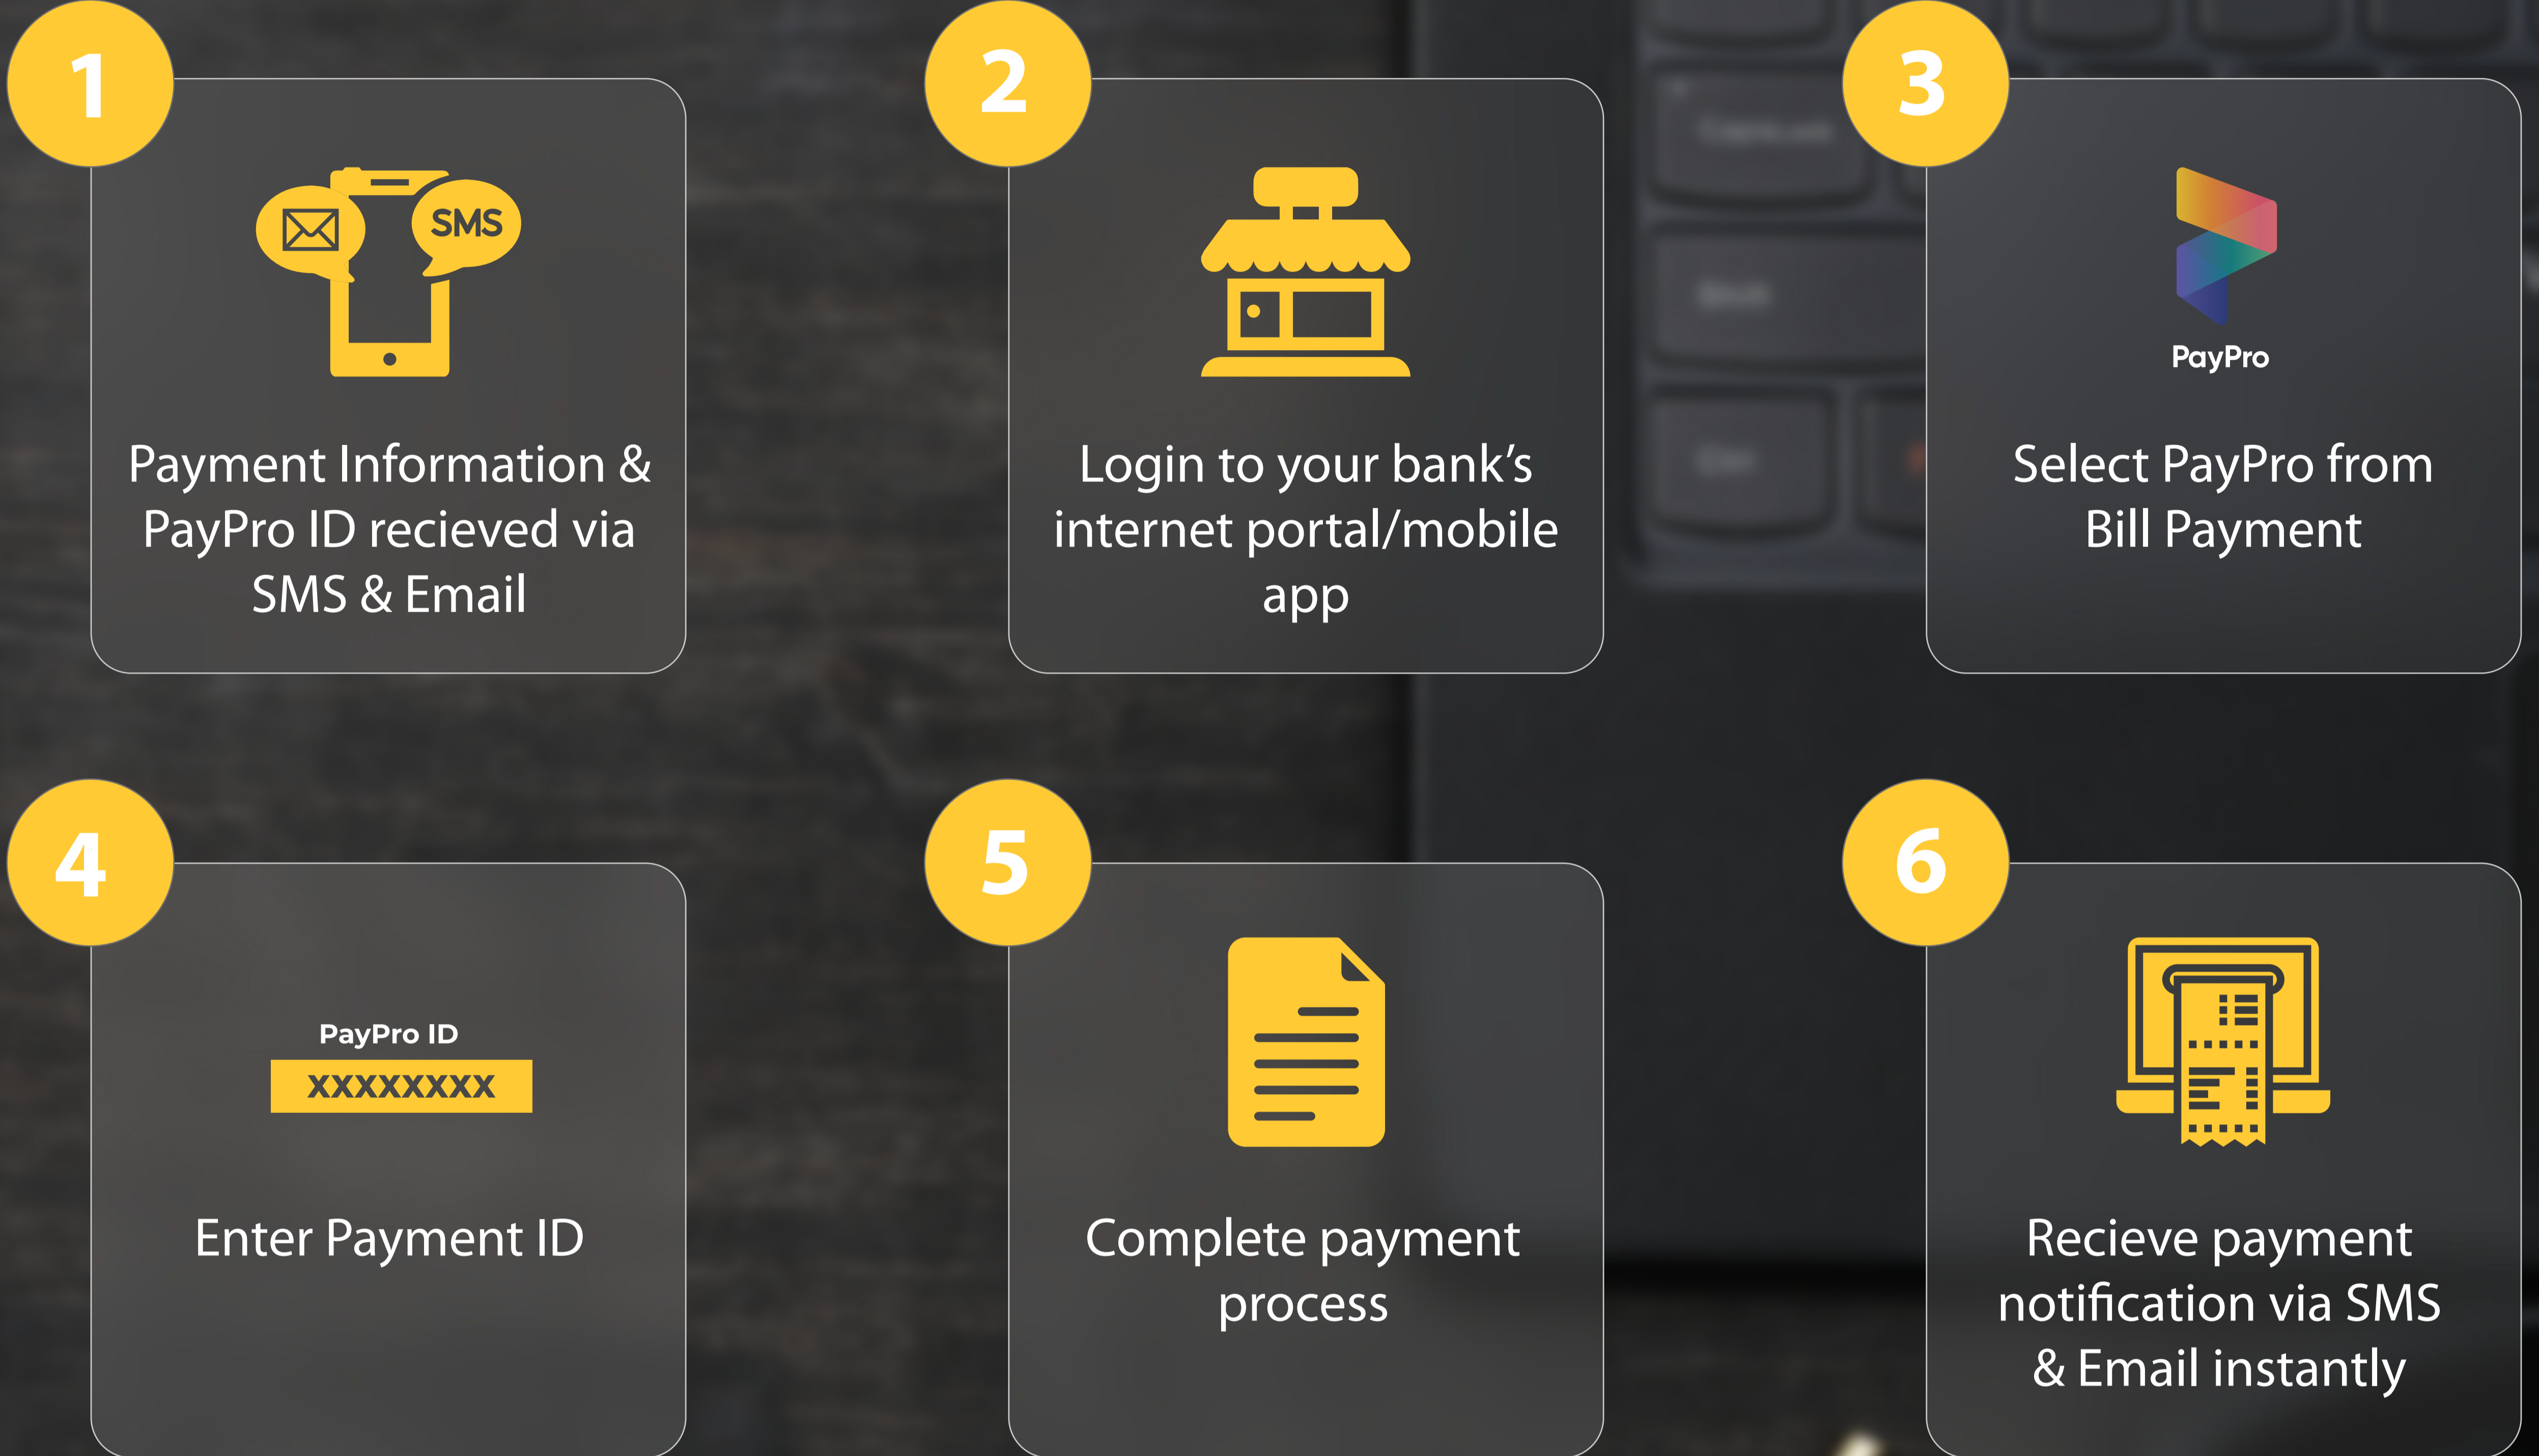 1
SMS
Payment Information &
PayPro ID recieved via
SMS & Email
2
Login to your bank's
internet portal/mobile
app
3
PayPro
Select PayPro from
Bill Payment
4
PayPro ID
XXXXXXXXX
Enter Payment ID
5
Complete payment
process
6
Recieve payment
notification via SMS
& Email instantly